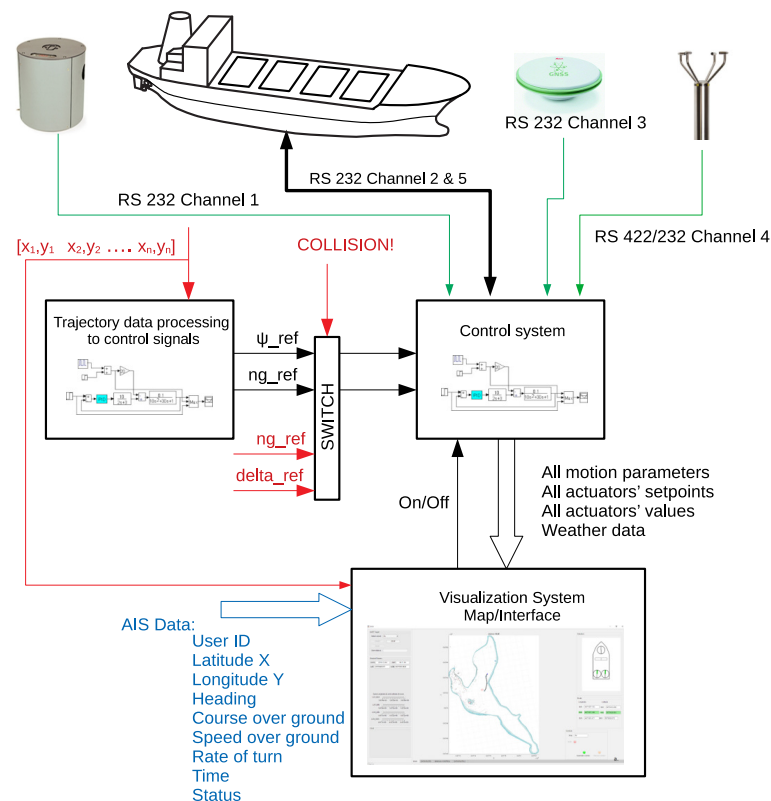 GNSS
RS 232 Channel 3
RS 232 Channel 2 & 5
RS 232 Channel 1
RS 422/232 Channel 4
[x1,y1 x2,y2 .... xn,yn]
COLLISION!
Trajectory data processing
to control signals
Control system
ψ_ref
ng_ref
SWITCH
ng_ref
delta_ref
On/Off
All motion parameters
All actuators' setpoints
All actuators' values
Weather data
Visualization System
Map/Interface
AIS Data:
User ID
Latitude X
Longitude Y
Heading
Course over ground
Speed over ground
Rate of turn
Time
Status